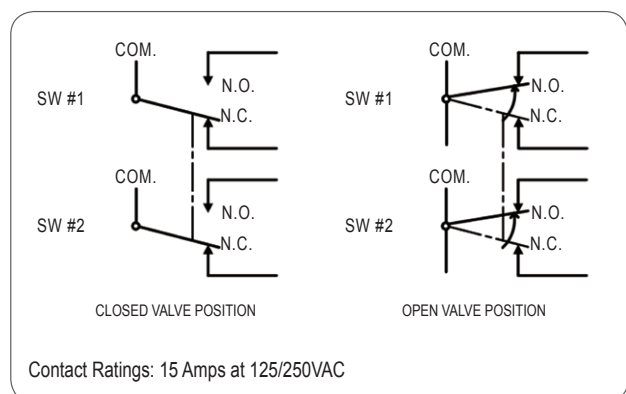 COM. COM.
N.O. N.O.
SW #1 SW #1
N.C. N.C.
COM. COM.
N.O. N.O.
SW #2 SW #2
N.C. N.C.
CLOSED VALVE POSITION OPEN VALVE POSITION
Contact Ratings: 15 Amps at 125/250VAC